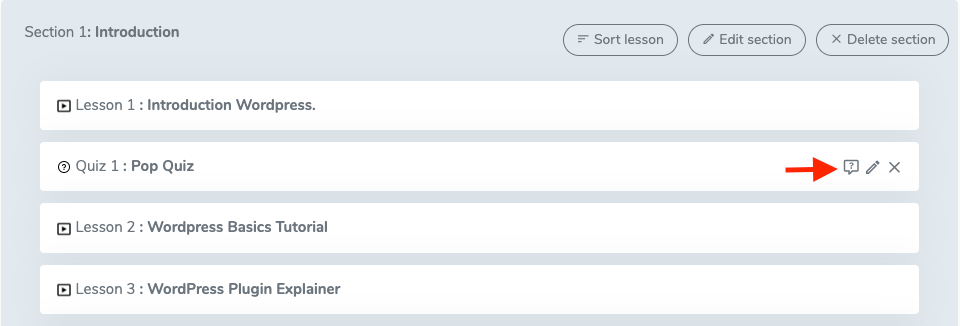 Section 1: Introduction
Sort lesson
Edit section
Delete section
Lesson 1 : Introduction Wordpress.
Quiz 1 : Pop Quiz
Lesson 2 : Wordpress Basics Tutorial
Lesson 3 : WordPress Plugin Explainer